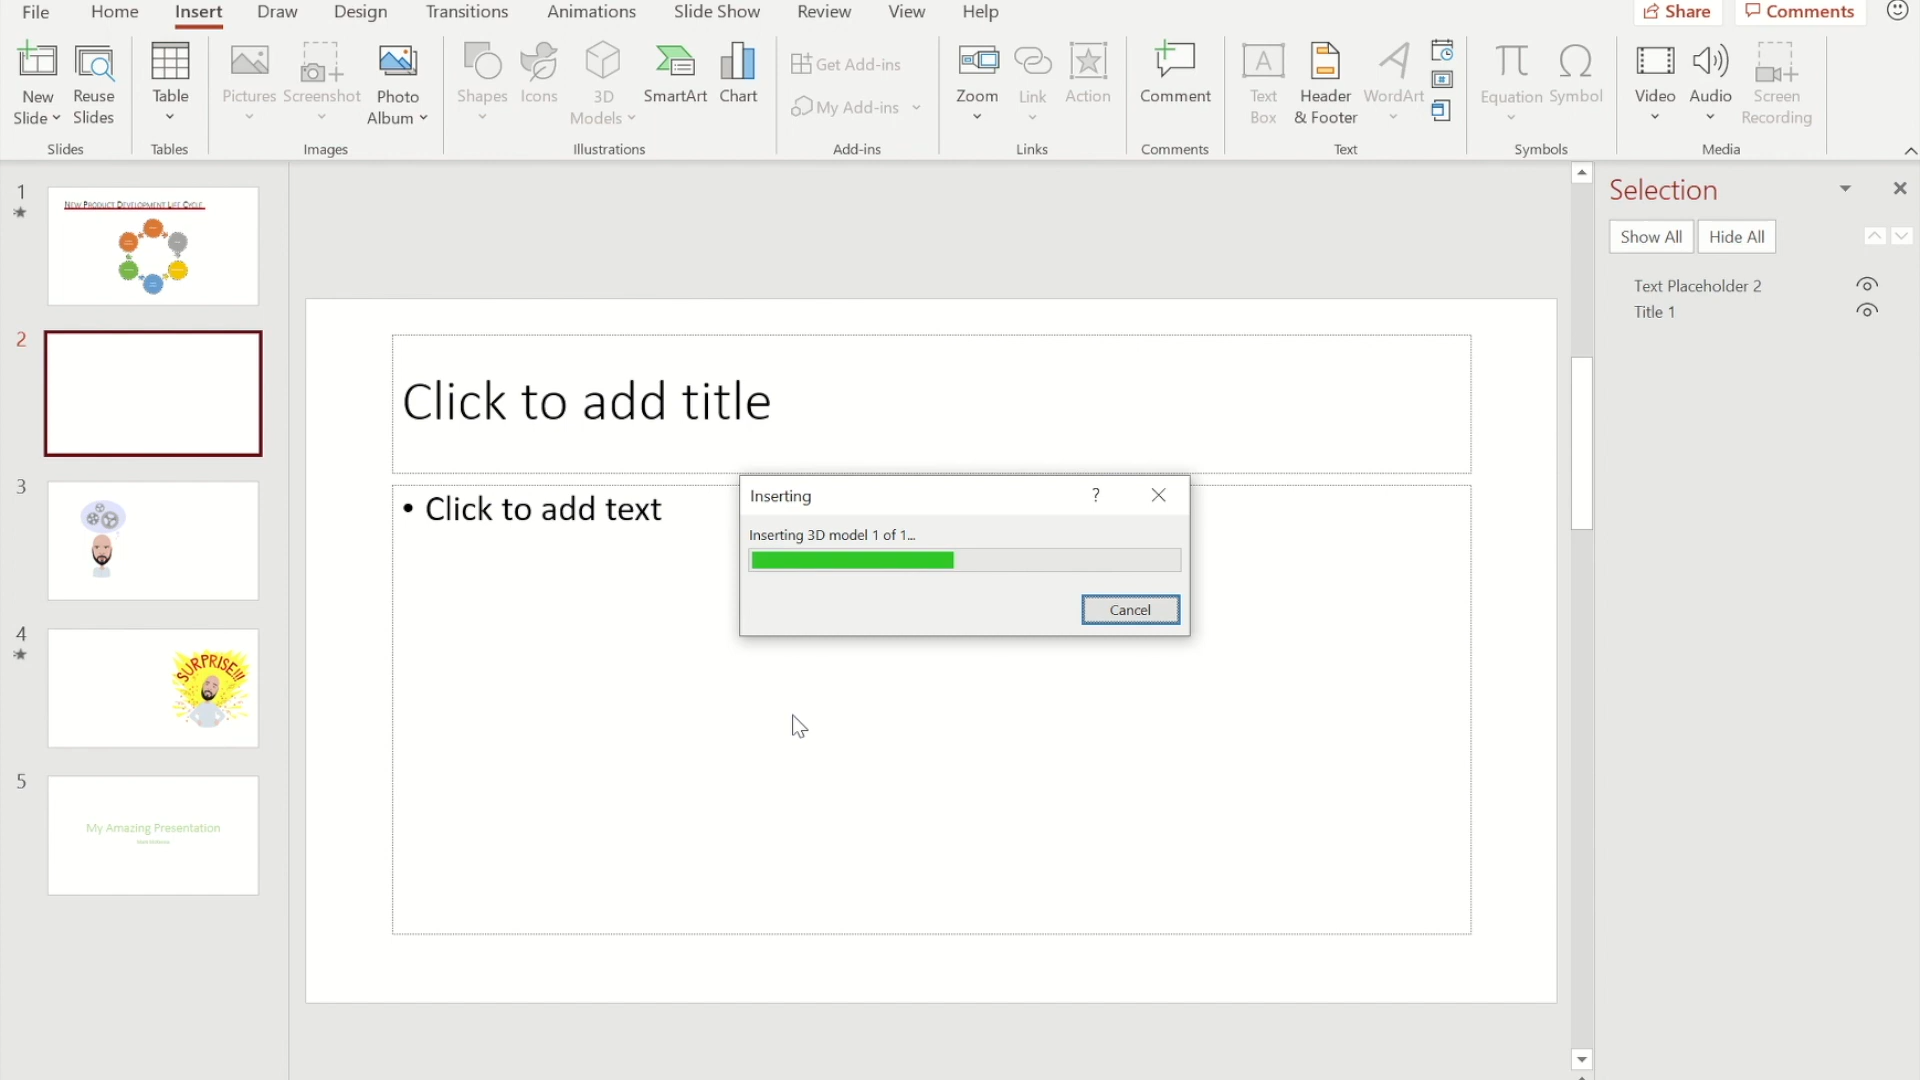 File Home Insert Draw Design Transitions Animations Slide Show Review View Help Share Comments
New Slide
Reuse Slides
Table
Pictures
Screenshot
Photo Album
Shapes
Icons
3D Models
SmartArt
Chart
Get Add-ins
My Add-ins
Zoom
Link
Action
Comment
Text Box
Header & Footer
WordArt
Equation
Symbol
Video
Audio
Screen Recording
Slides Tables Images Illustrations Add-ins Links Comments Text Symbols Media
1
NEW PRODUCT DEVELOPMENT LIFE CYCLE
2
3
4
SURPRISE!!!
5
My Amazing Presentation
Click to add title
• Click to add text
Inserting ?
Inserting 3D model 1 of 1...
Cancel
Selection
Show All Hide All
Text Placeholder 2
Title 1